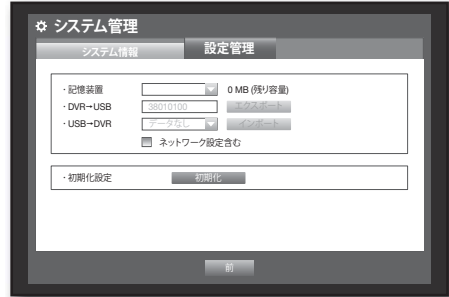 システム管理
システム情報 設定管理
・記憶装置 0 MB (残り容量)
・DVR→USB 38010100 エクスポート
・USB→DVR データなし インポート
ネットワーク設定含む
・初期化設定 初期化
前